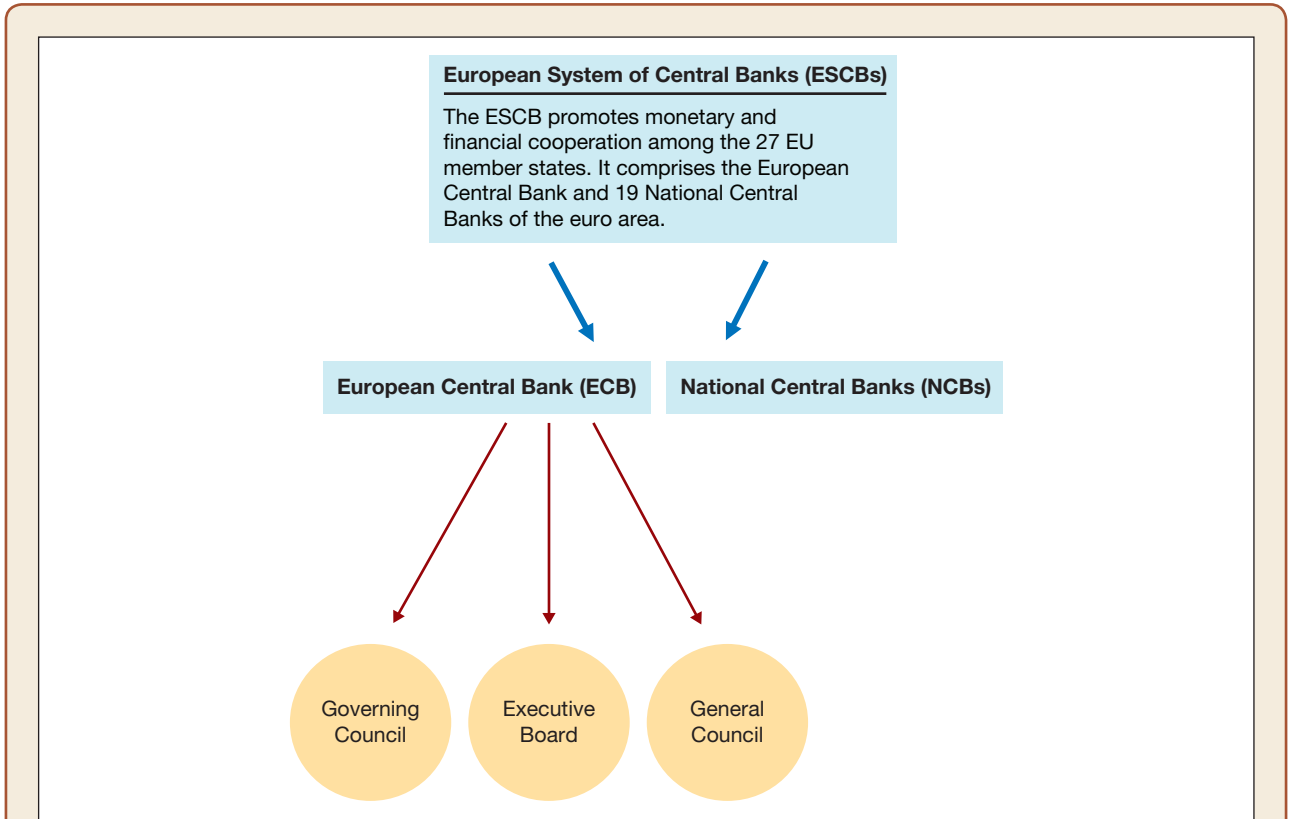 European System of Central Banks (ESCBs)
The ESCB promotes monetary and
financial cooperation among the 27 EU
member states. It comprises the European
Central Bank and 19 National Central
Banks of the euro area.
European Central Bank (ECB)
National Central Banks (NCBs)
Governing
Council
Executive
Board
General
Council